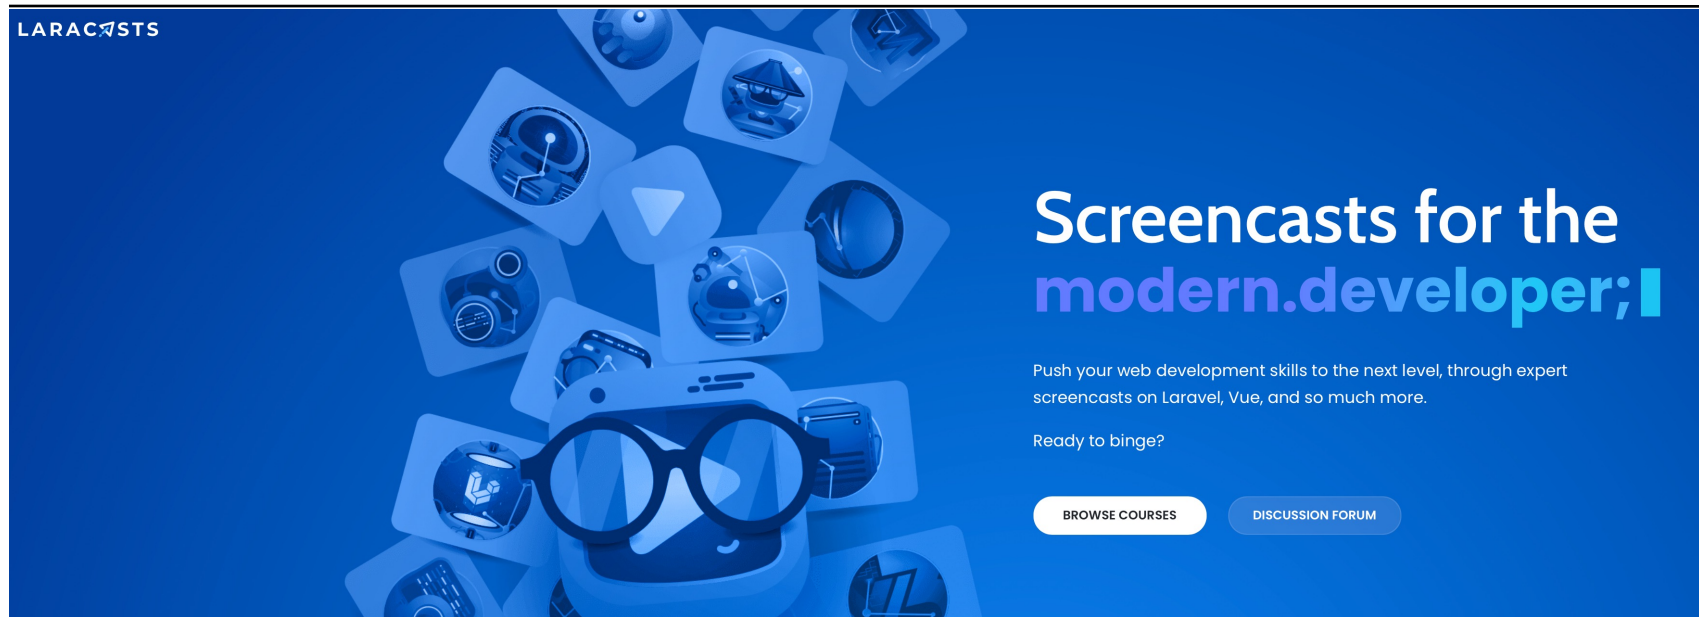 LARACASTS
Screencasts for the
modern.developer;
Push your web development skills to the next level, through expert
screencasts on Laravel, Vue, and so much more.
Ready to binge?
BROWSE COURSES
DISCUSSION FORUM